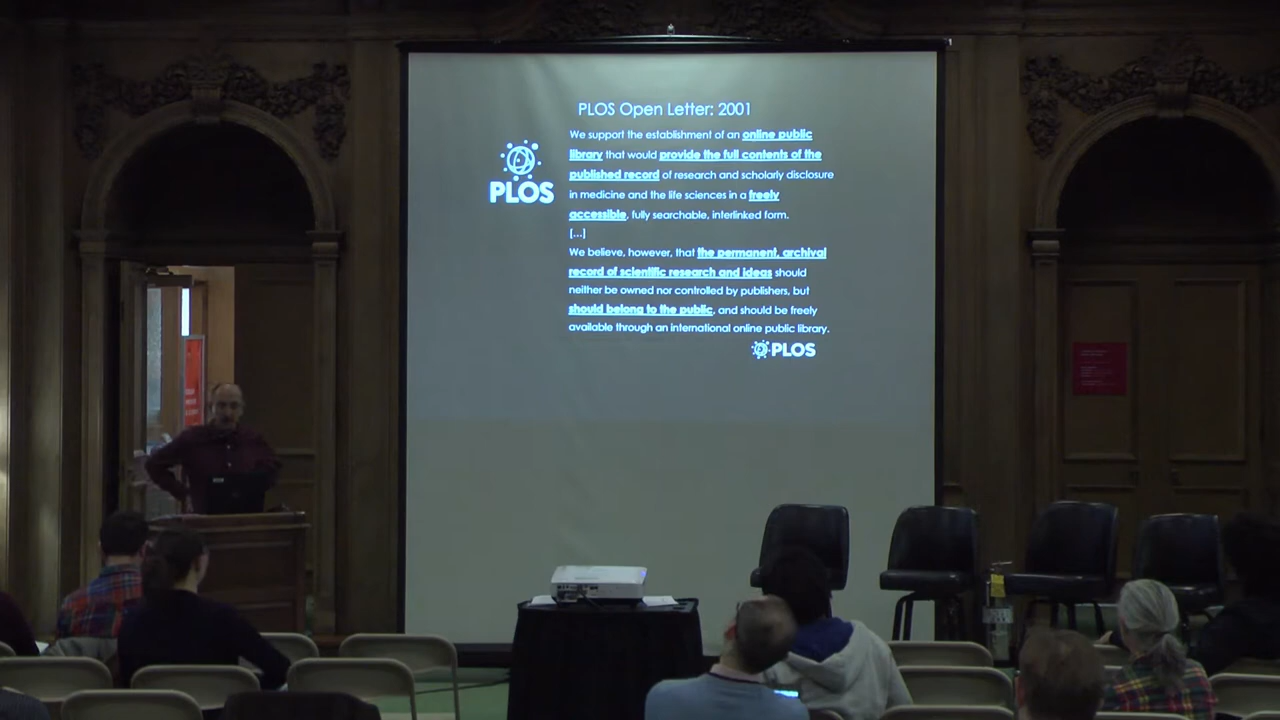 PLOS Open Letter: 2001
We support the establishment of an online public
library that would provide the full contents of the
published record of research and scholarly disclosure
in medicine and the life sciences in a freely
accessible, fully searchable, interlinked form.
[...]
We believe, however, that the permanent, archival
record of scientific research and ideas should
neither be owned nor controlled by publishers, but
should belong to the public, and should be freely
available through an international online public library.
PLOS
PLOS